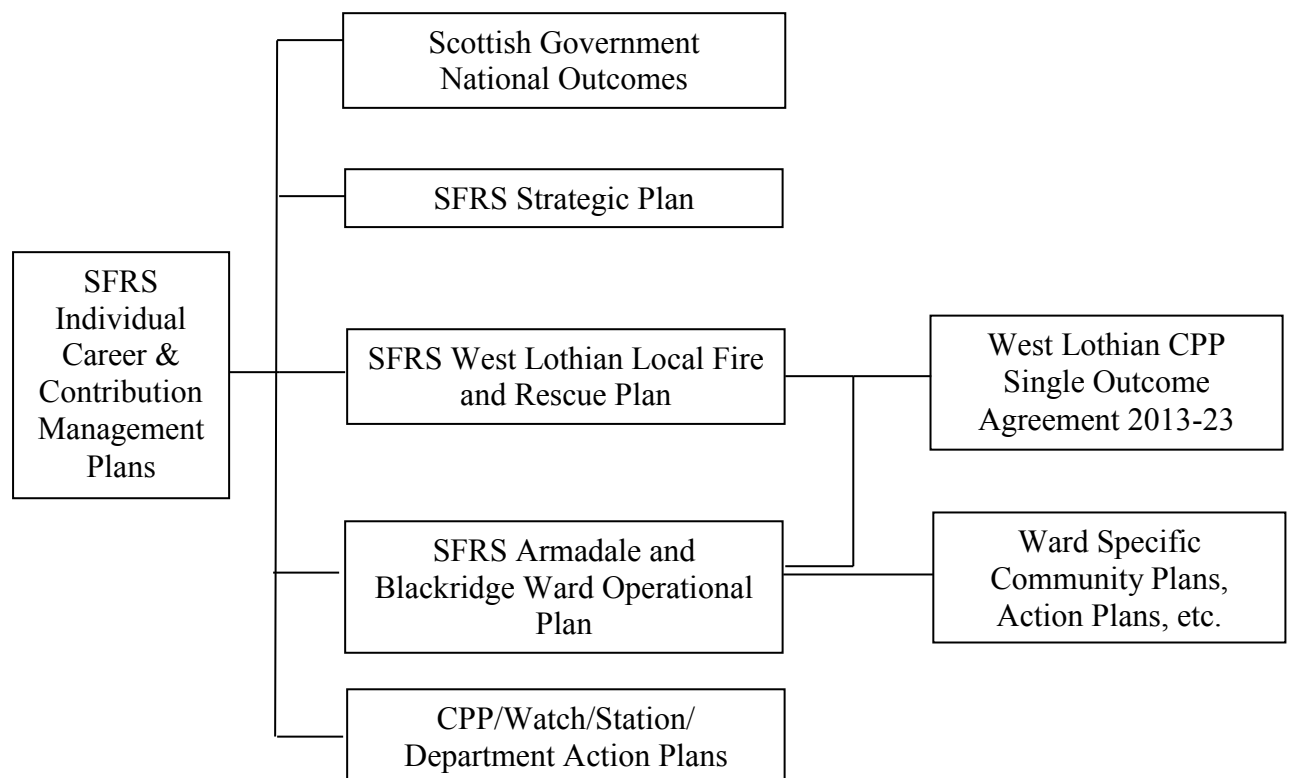 Scottish Government
National Outcomes
SFRS Strategic Plan
SFRS
Individual
Career &
Contribution
Management
Plans
SFRS West Lothian Local Fire
and Rescue Plan
West Lothian CPP
Single Outcome
Agreement 2013-23
SFRS Armadale and
Blackridge Ward Operational
Plan
Ward Specific
Community Plans,
Action Plans, etc.
CPP/Watch/Station/
Department Action Plans